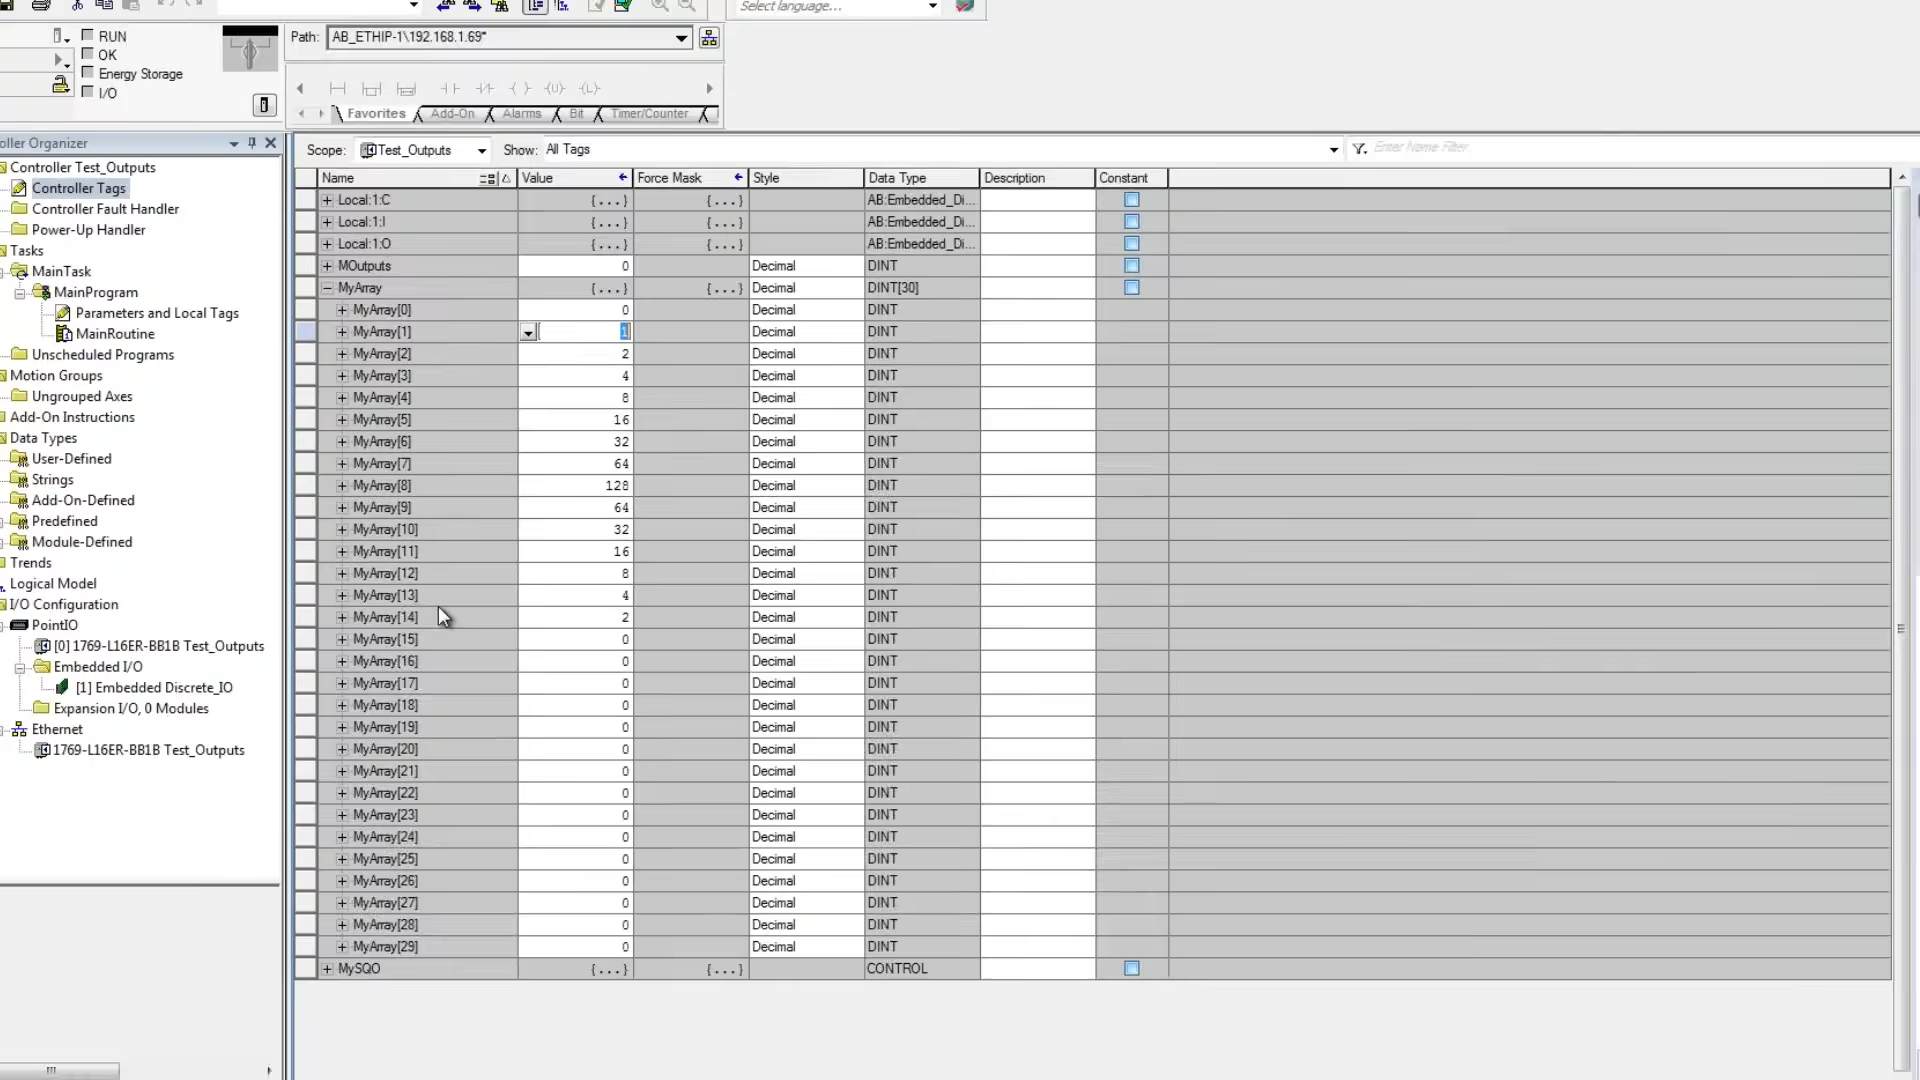 Select language...
RUN
OK
Energy Storage
I/O
Path: AB_ETHIP-1\192.168.1.69*
Favorites Add-On Alarms Bit Timer/Counter
oller Organizer
Controller Test_Outputs
Controller Tags
Controller Fault Handler
Power-Up Handler
Tasks
MainTask
MainProgram
Parameters and Local Tags
MainRoutine
Unscheduled Programs
Motion Groups
Ungrouped Axes
Add-On Instructions
Data Types
User-Defined
Strings
Add-On-Defined
Predefined
Module-Defined
Trends
Logical Model
I/O Configuration
PointIO
[0] 1769-L16ER-BB1B Test_Outputs
Embedded I/O
[1] Embedded Discrete_IO
Expansion I/O, 0 Modules
Ethernet
1769-L16ER-BB1B Test_Outputs
Scope: Test_Outputs Show: All Tags Enter Name Filter
Name Value Force Mask Style Data Type Description Constant
Local:1:C {...} {...} AB:Embedded_Di...
Local:1:I {...} {...} AB:Embedded_Di...
Local:1:O {...} {...} AB:Embedded_Di...
MOutputs 0 Decimal DINT
MyArray {...} {...} Decimal DINT[30]
MyArray[0] 0 Decimal DINT
MyArray[1] 1 Decimal DINT
MyArray[2] 2 Decimal DINT
MyArray[3] 4 Decimal DINT
MyArray[4] 8 Decimal DINT
MyArray[5] 16 Decimal DINT
MyArray[6] 32 Decimal DINT
MyArray[7] 64 Decimal DINT
MyArray[8] 128 Decimal DINT
MyArray[9] 64 Decimal DINT
MyArray[10] 32 Decimal DINT
MyArray[11] 16 Decimal DINT
MyArray[12] 8 Decimal DINT
MyArray[13] 4 Decimal DINT
MyArray[14] 2 Decimal DINT
MyArray[15] 0 Decimal DINT
MyArray[16] 0 Decimal DINT
MyArray[17] 0 Decimal DINT
MyArray[18] 0 Decimal DINT
MyArray[19] 0 Decimal DINT
MyArray[20] 0 Decimal DINT
MyArray[21] 0 Decimal DINT
MyArray[22] 0 Decimal DINT
MyArray[23] 0 Decimal DINT
MyArray[24] 0 Decimal DINT
MyArray[25] 0 Decimal DINT
MyArray[26] 0 Decimal DINT
MyArray[27] 0 Decimal DINT
MyArray[28] 0 Decimal DINT
MyArray[29] 0 Decimal DINT
MySQO {...} {...} CONTROL